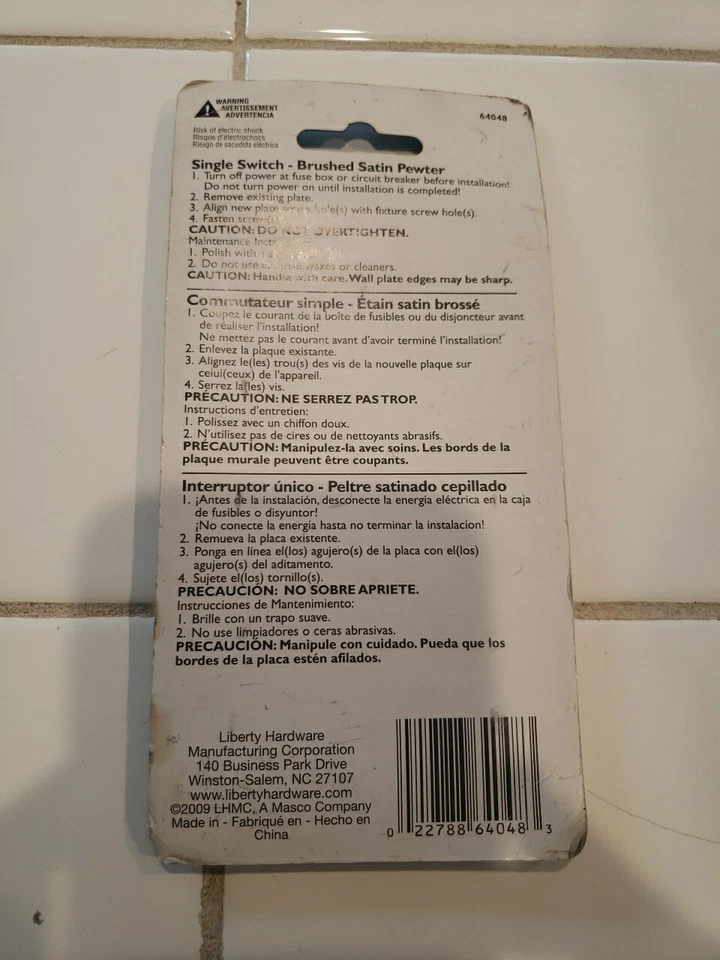 WARNING
AVERTISSEMENT
ADVERTENCIA
64048
Risk of electric shock
Risque d'électrochocs
Riesgo de sacudida eléctrica
Single Switch - Brushed Satin Pewter
1. Turn off power at fuse box or circuit breaker before installation!
Do not turn power on until installation is completed!
2. Remove existing plate.
3. Align new plate screw hole(s) with fixture screw hole(s).
4. Fasten screw(s).
CAUTION: DO NOT OVERTIGHTEN.
Maintenance
1. Polish with
2. Do not use waxes or cleaners.
CAUTION: Handle with care. Wall plate edges may be sharp.
Commutateur simple - Étain satin brossé
1. Coupez le courant de la boîte de fusibles ou du disjoncteur avant
de réaliser l'installation!
Ne mettez pas le courant avant d'avoir terminé l'installation!
2. Enlevez la plaque existante.
3. Alignez le(les) trou(s) des vis de la nouvelle plaque sur
celui(ceux) de l'appareil.
4. Serrez la(les) vis.
PRÉCAUTION: NE SERREZ PAS TROP.
Instructions d'entretien:
1. Polissez avec un chiffon doux.
2. N'utilisez pas de cires ou de nettoyants abrasifs.
PRÉCAUTION: Manipulez-la avec soins. Les bords de la
plaque murale peuvent être coupants.
Interruptor único - Peltre satinado cepillado
1. ¡Antes de la instalación, desconecte la energía eléctrica en la caja
de fusibles o disyuntor!
¡No conecte la energía hasta no terminar la instalacíon!
2. Remueva la placa existente.
3. Ponga en línea el(los) agujero(s) de la placa con el(los)
agujero(s) del aditamento.
4. Sujete el(los) tornillo(s).
PRECAUCIÓN: NO SOBRE APRIETE.
Instrucciones de Mantenimiento:
1. Brille con un trapo suave.
2. No use limpiadores o ceras abrasivas.
PRECAUCIÓN: Manipule con cuidado. Pueda que los
bordes de la placa estén afilados.
Liberty Hardware
Manufacturing Corporation
140 Business Park Drive
Winston-Salem, NC 27107
www.libertyhardware.com
©2009 LHMC, A Masco Company
Made in - Fabriqué en - Hecho en
China
0 22788 64048 3